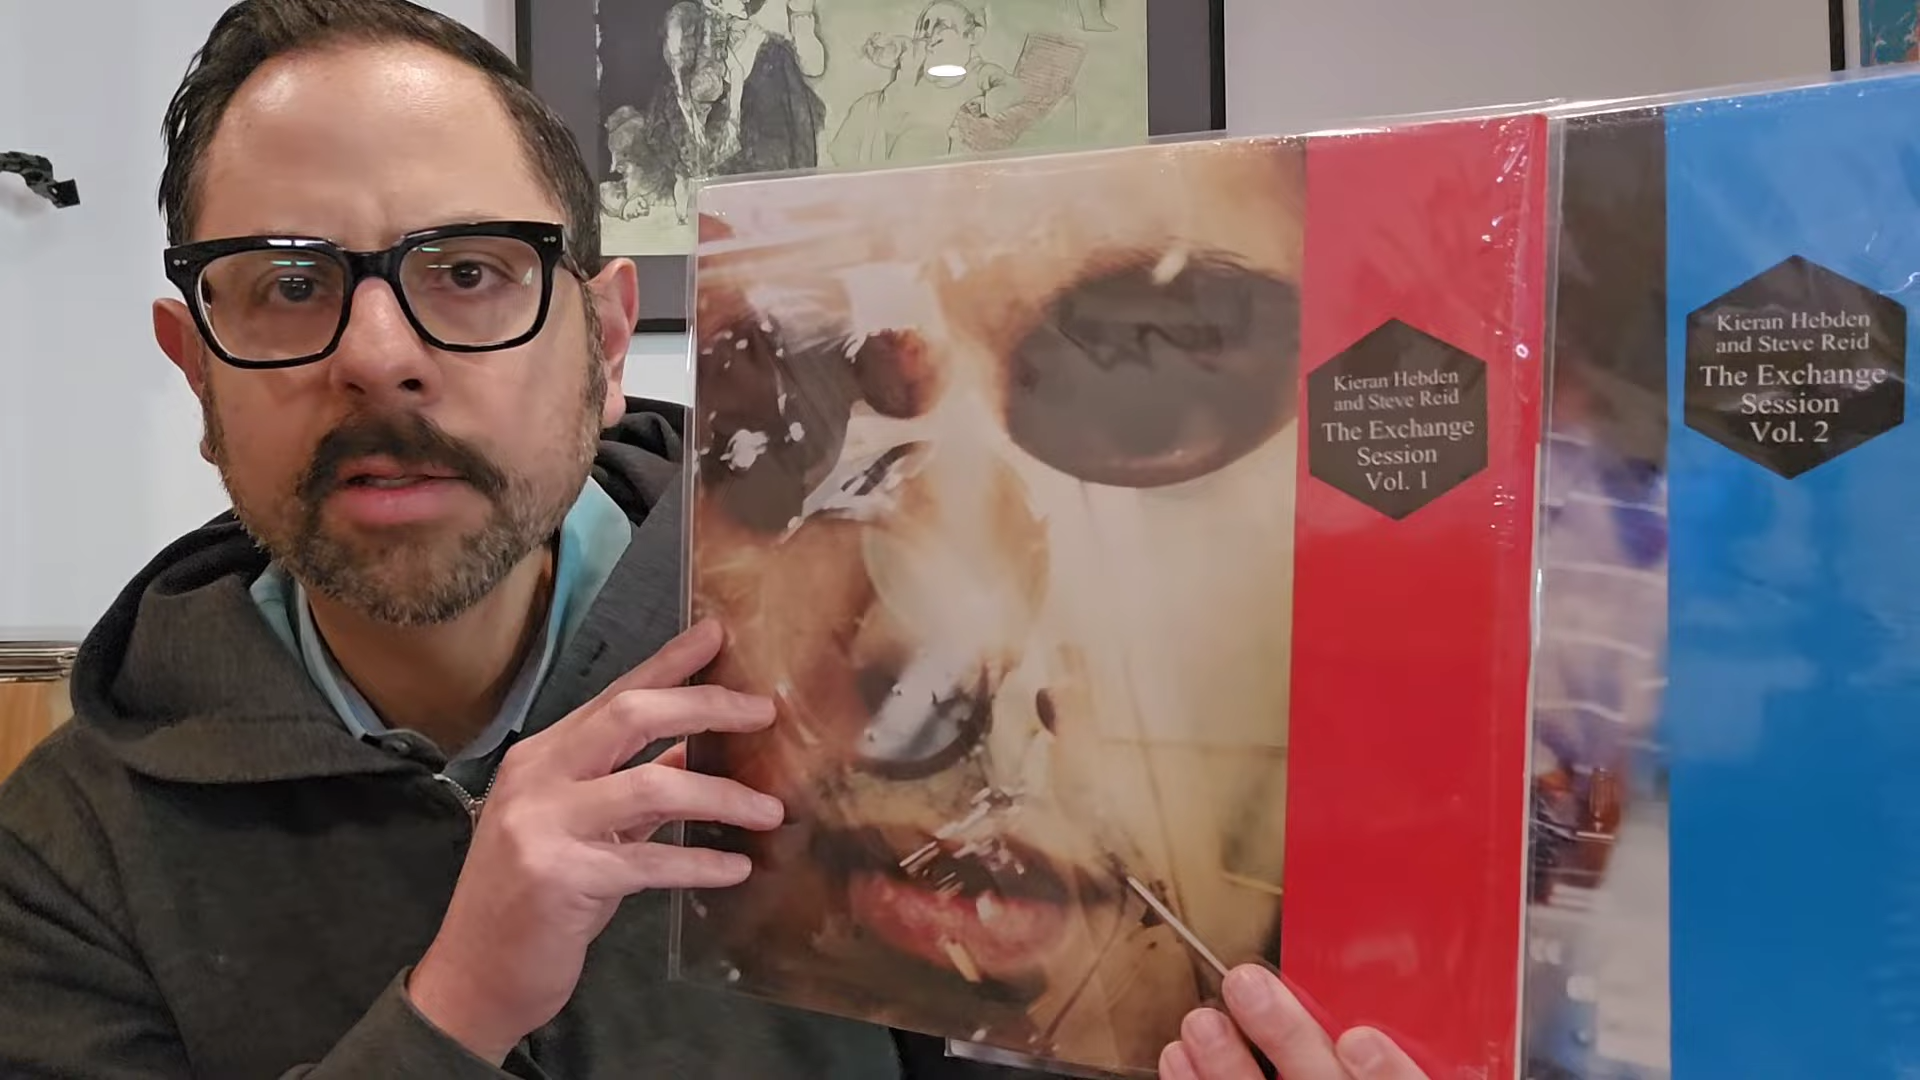 Kieran Hebden
and Steve Reid
The Exchange
Session
Vol. 1
Kieran Hebden
and Steve Reid
The Exchange
Session
Vol. 2